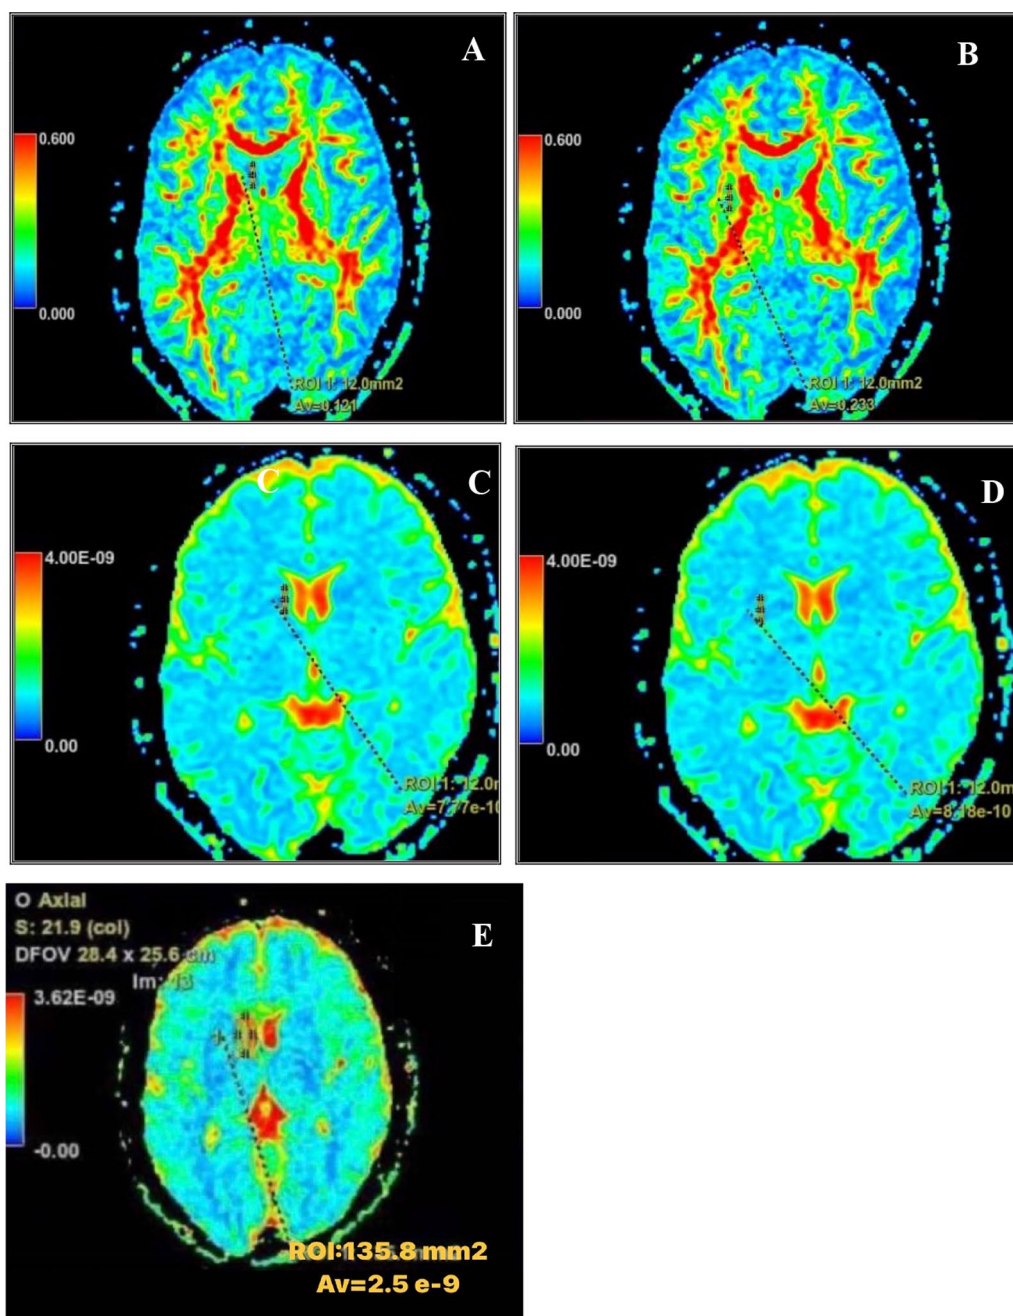 A
0.600
0.000
ROI 1: 12.0mm2
Av=0.121
B
0.600
0.000
ROI 1: 12.0mm2
Av=0.233
C
C
4.00E-09
0.00
ROI 1: 12.0m
Av=7.77e-10
D
4.00E-09
0.00
ROI 1: 12.0m
Av=8.18e-10
O Axial
S: 21.9 (col)
DFOV 28.4 x 25.6 cm
Im: 13
E
3.62E-09
-0.00
ROI:135.8 mm2
Av=2.5 e-9